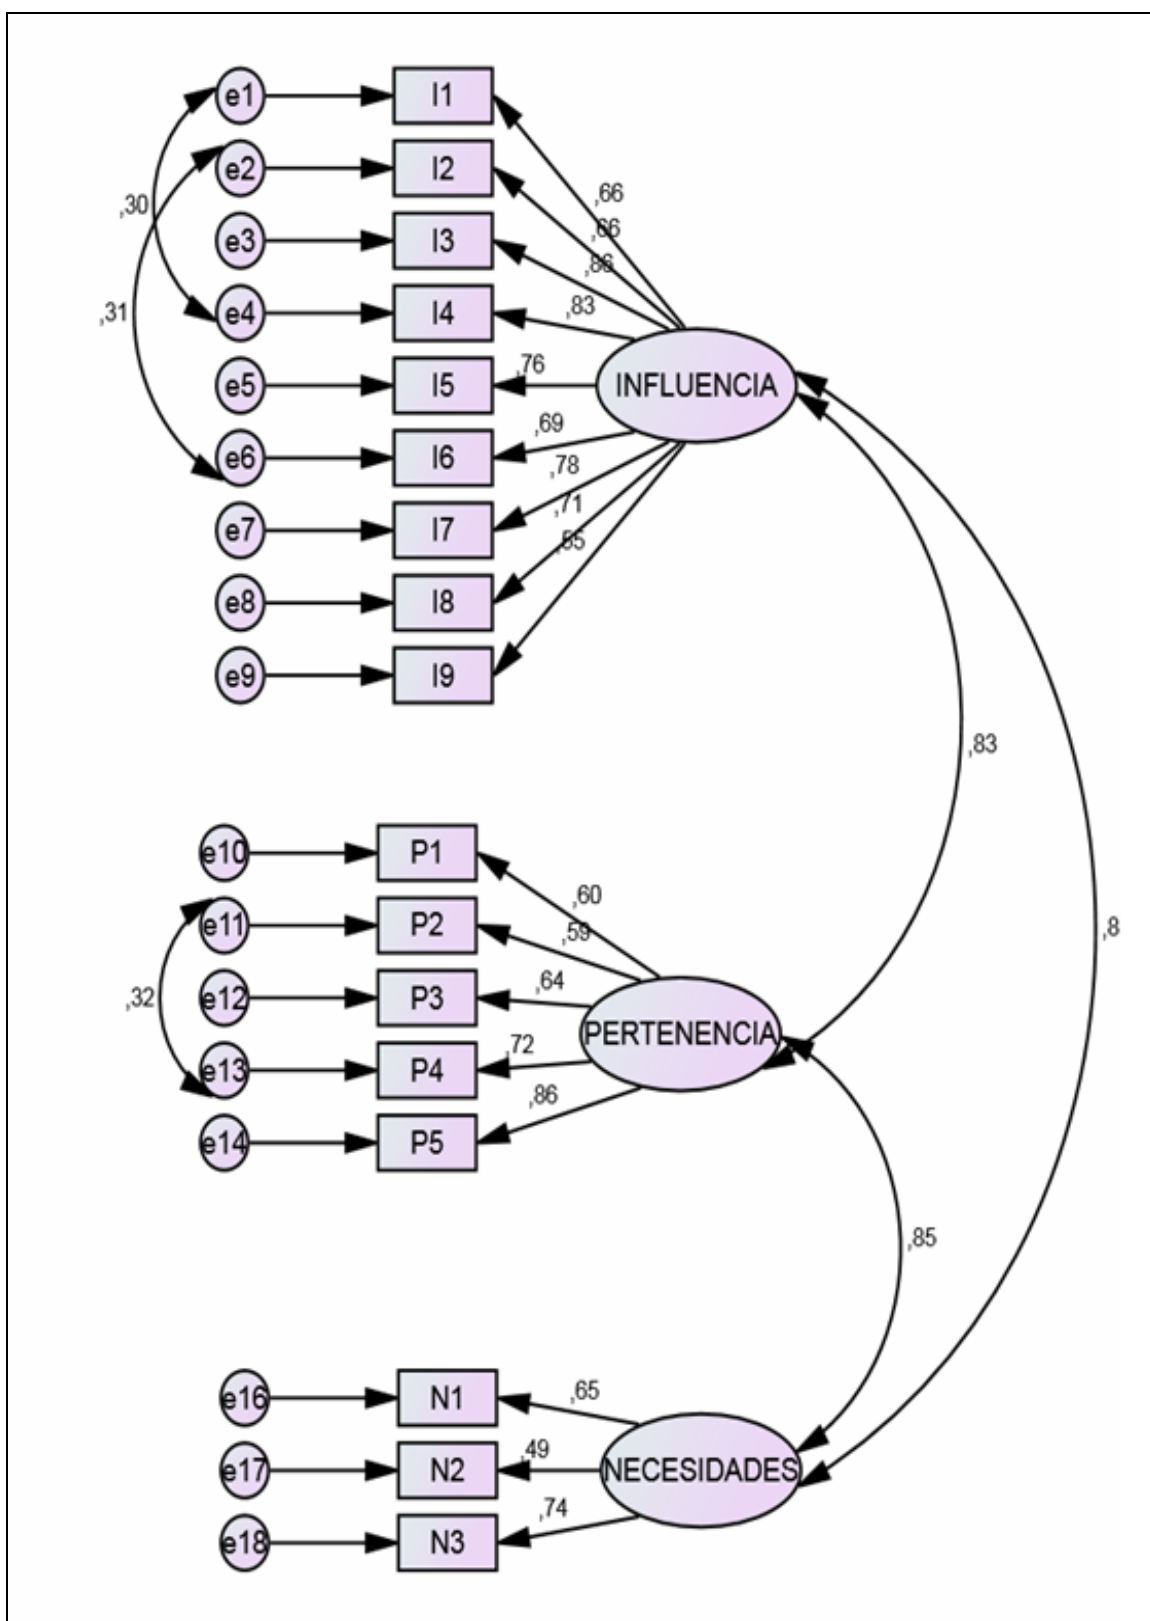 e1 I1
,66
e2 I2
,30
,66
e3 I3
,86
e4 I4
,83
,31
e5 I5
,76
INFLUENCIA
e6 I6
,69
,78
e7 I7
,71
,55
e8 I8
e9 I9
,83
e10 P1
,60
e11 P2
,59
,8
e12 P3
,64
,32
PERTENENCIA
e13 P4
,72
,86
e14 P5
,85
e16 N1
,65
e17 N2
,49
NECESIDADES
e18 N3
,74